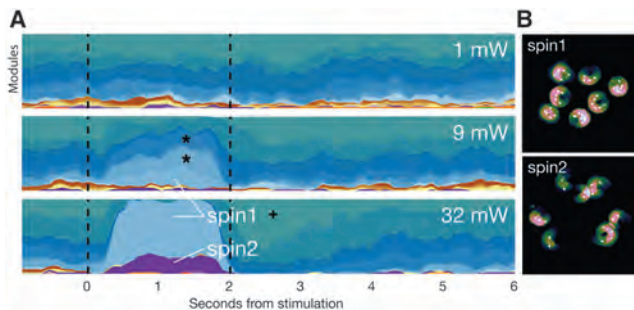 A
B
Modules
1 mW
spin1
*
9 mW
*
spin1
spin2
+
32 mW
spin2
0 1 2 3 4 5 6
Seconds from stimulation